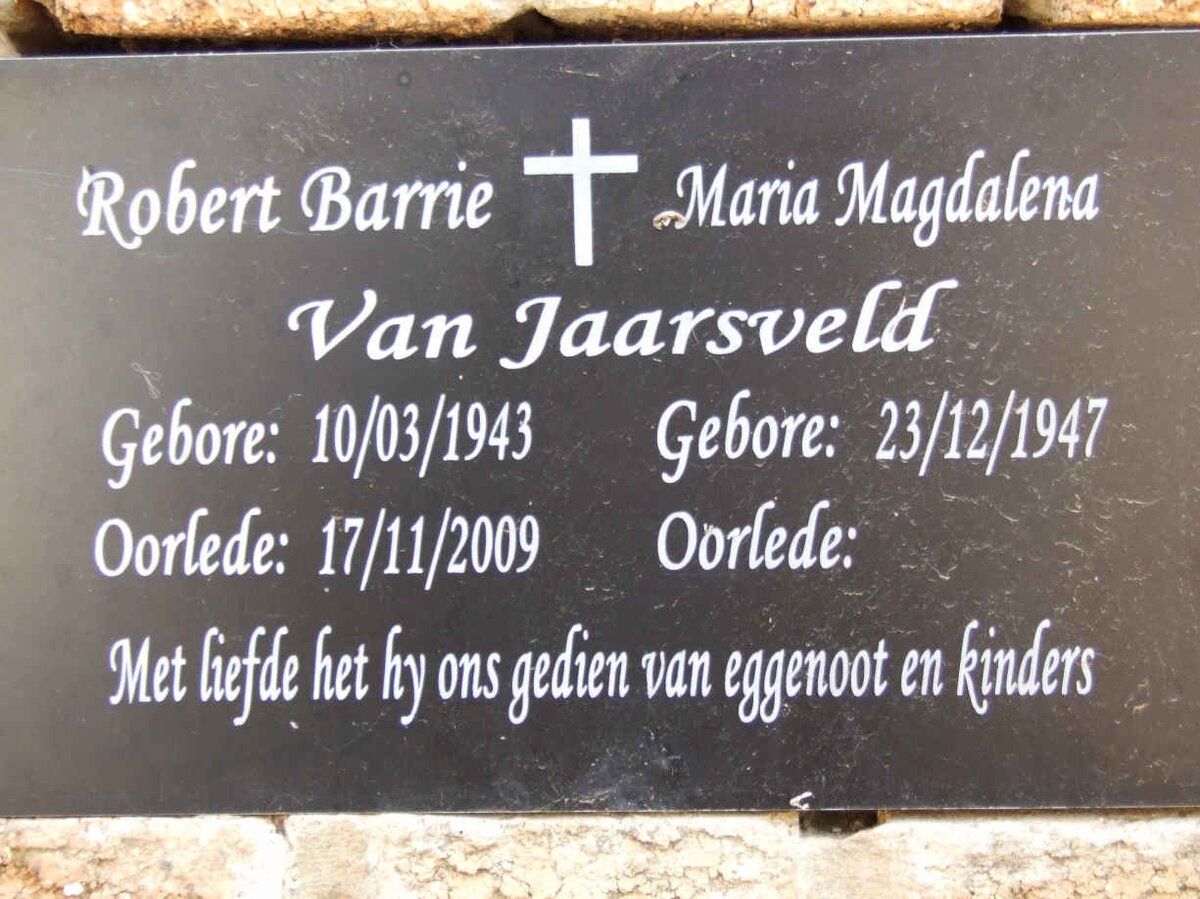 Robert Barrie Maria Magdalena
Van Jaarsveld
Gebore: 10/03/1943 Gebore: 23/12/1947
Oorlede: 17/11/2009 Oorlede:
Met liefde het hy ons gedien van eggenoot en kinders